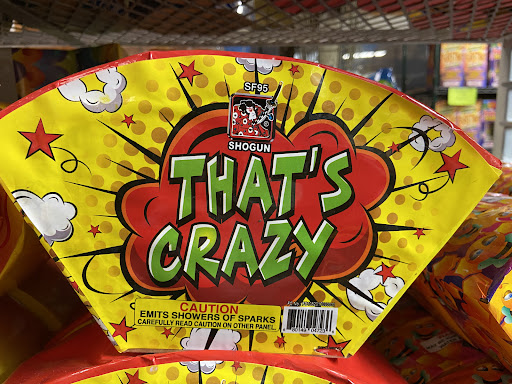 SF95
SHOGUN
THAT'S
CRAZY
CAUTION
EMITS SHOWERS OF SPARKS
CAREFULLY READ CAUTION ON OTHER PANEL.